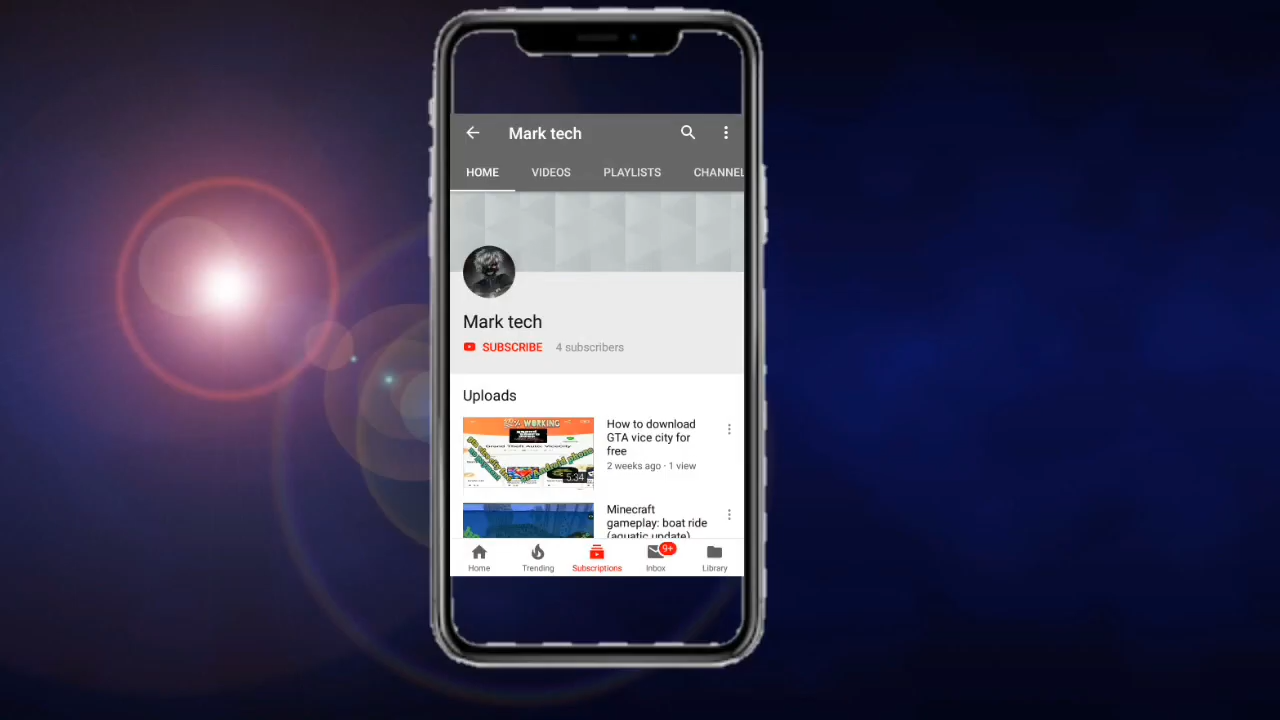 Mark tech
HOME VIDEOS PLAYLISTS CHANNEL
Mark tech
SUBSCRIBE 4 subscribers
Uploads
WORKING
5:34
How to download
GTA vice city for
free
2 weeks ago · 1 view
Minecraft
gameplay: boat ride
(aquatic update)
9+
Home Trending Subscriptions Inbox Library